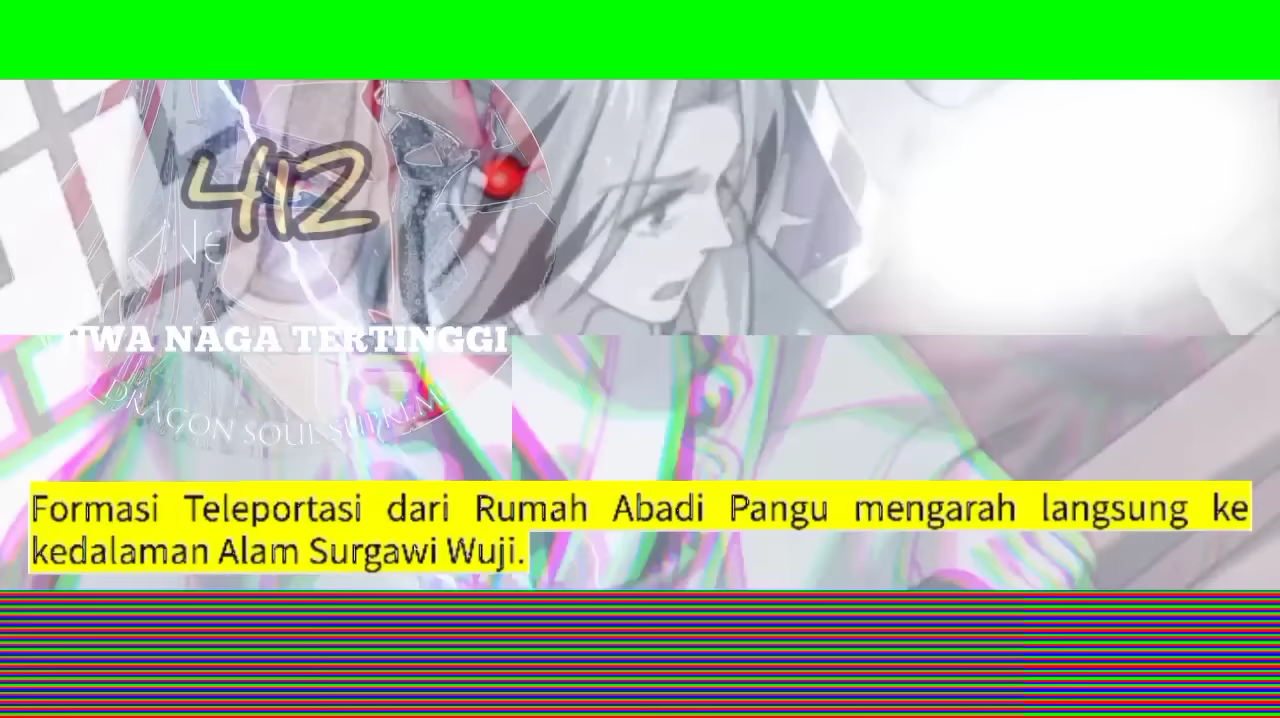 412
JIWA NAGA TERTINGGI
DRAGON SOUL SUPREM
Formasi Teleportasi dari Rumah Abadi Pangu mengarah langsung ke
kedalaman Alam Surgawi Wuji.